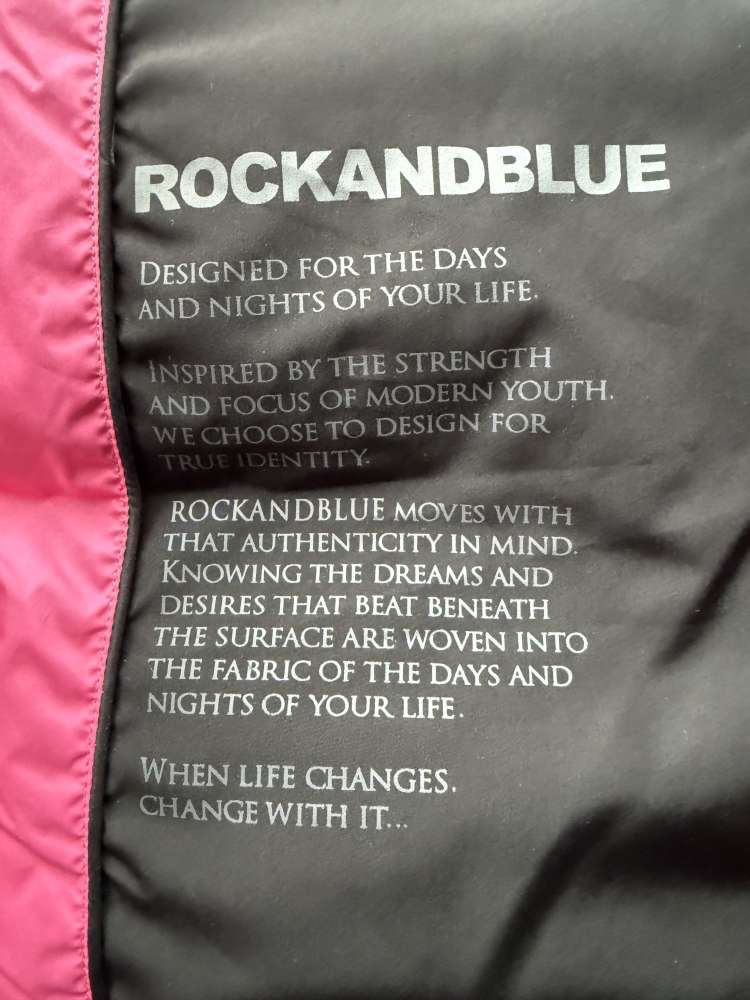 ROCKANDBLUE
DESIGNED FOR THE DAYS
AND NIGHTS OF YOUR LIFE.
INSPIRED BY THE STRENGTH
AND FOCUS OF MODERN YOUTH.
WE CHOOSE TO DESIGN FOR
TRUE IDENTITY.
ROCKANDBLUE MOVES WITH
THAT AUTHENTICITY IN MIND.
KNOWING THE DREAMS AND
DESIRES THAT BEAT BENEATH
THE SURFACE ARE WOVEN INTO
THE FABRIC OF THE DAYS AND
NIGHTS OF YOUR LIFE.
WHEN LIFE CHANGES.
CHANGE WITH IT...